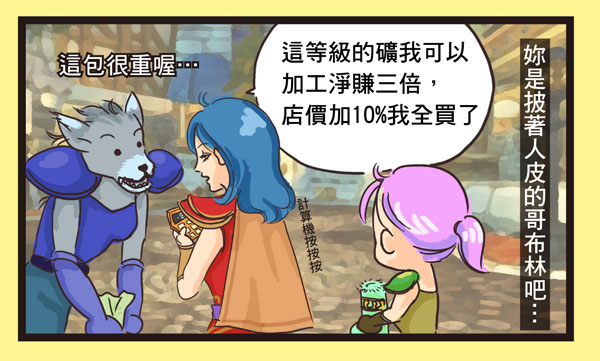 這包很重喔⋯
這等級的礦我可以
加工淨賺三倍，
店價加10%我全買了
計算機按按按
妳是披著人皮的哥布林吧⋯